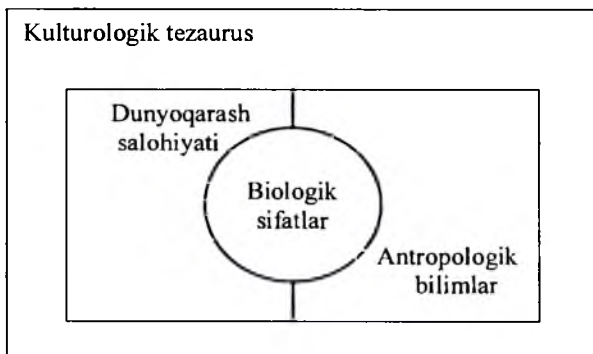 Kulturologik tezaurus
Dunyoqarash
salohiyati
Biologik
sifatlar
Antropologik
bilimlar